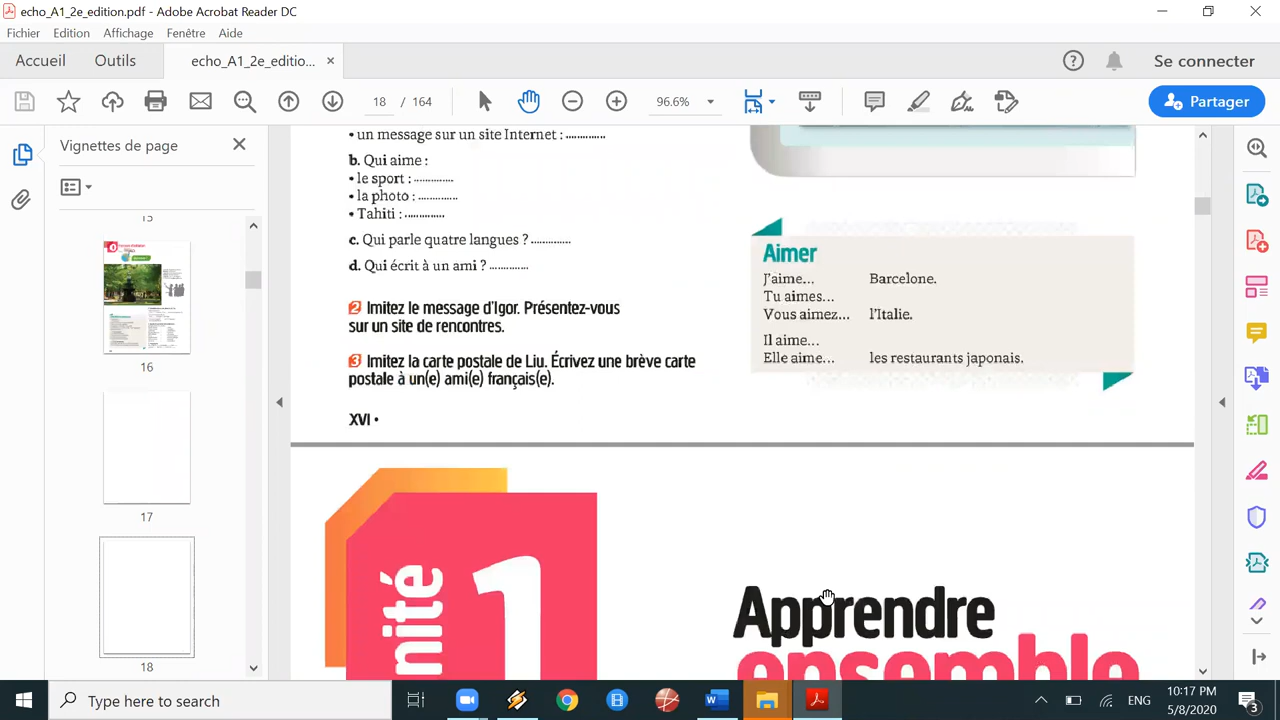 echo_A1_2e_edition.pdf - Adobe Acrobat Reader DC
Fichier Edition Affichage Fenêtre Aide
Accueil Outils echo_A1_2e_editio... × Se connecter
18 / 164 96.6% Partager
Vignettes de page
15
16
17
18
• un message sur un site Internet : .............
b. Qui aime :
• le sport : .............
• la photo : .............
• Tahiti : .............
c. Qui parle quatre langues ? .............
d. Qui écrit à un ami ? .............
2 Imitez le message d'Igor. Présentez-vous
sur un site de rencontres.
3 Imitez la carte postale de Liu. Écrivez une brève carte
postale à un(e) ami(e) français(e).
XVI •
Aimer
J'aime... Barcelone.
Tu aimes...
Vous aimez... l'Italie.
Il aime...
Elle aime... les restaurants japonais.
nité 1
Apprendre
ensemble
Type here to search
ENG
10:17 PM
5/8/2020
3